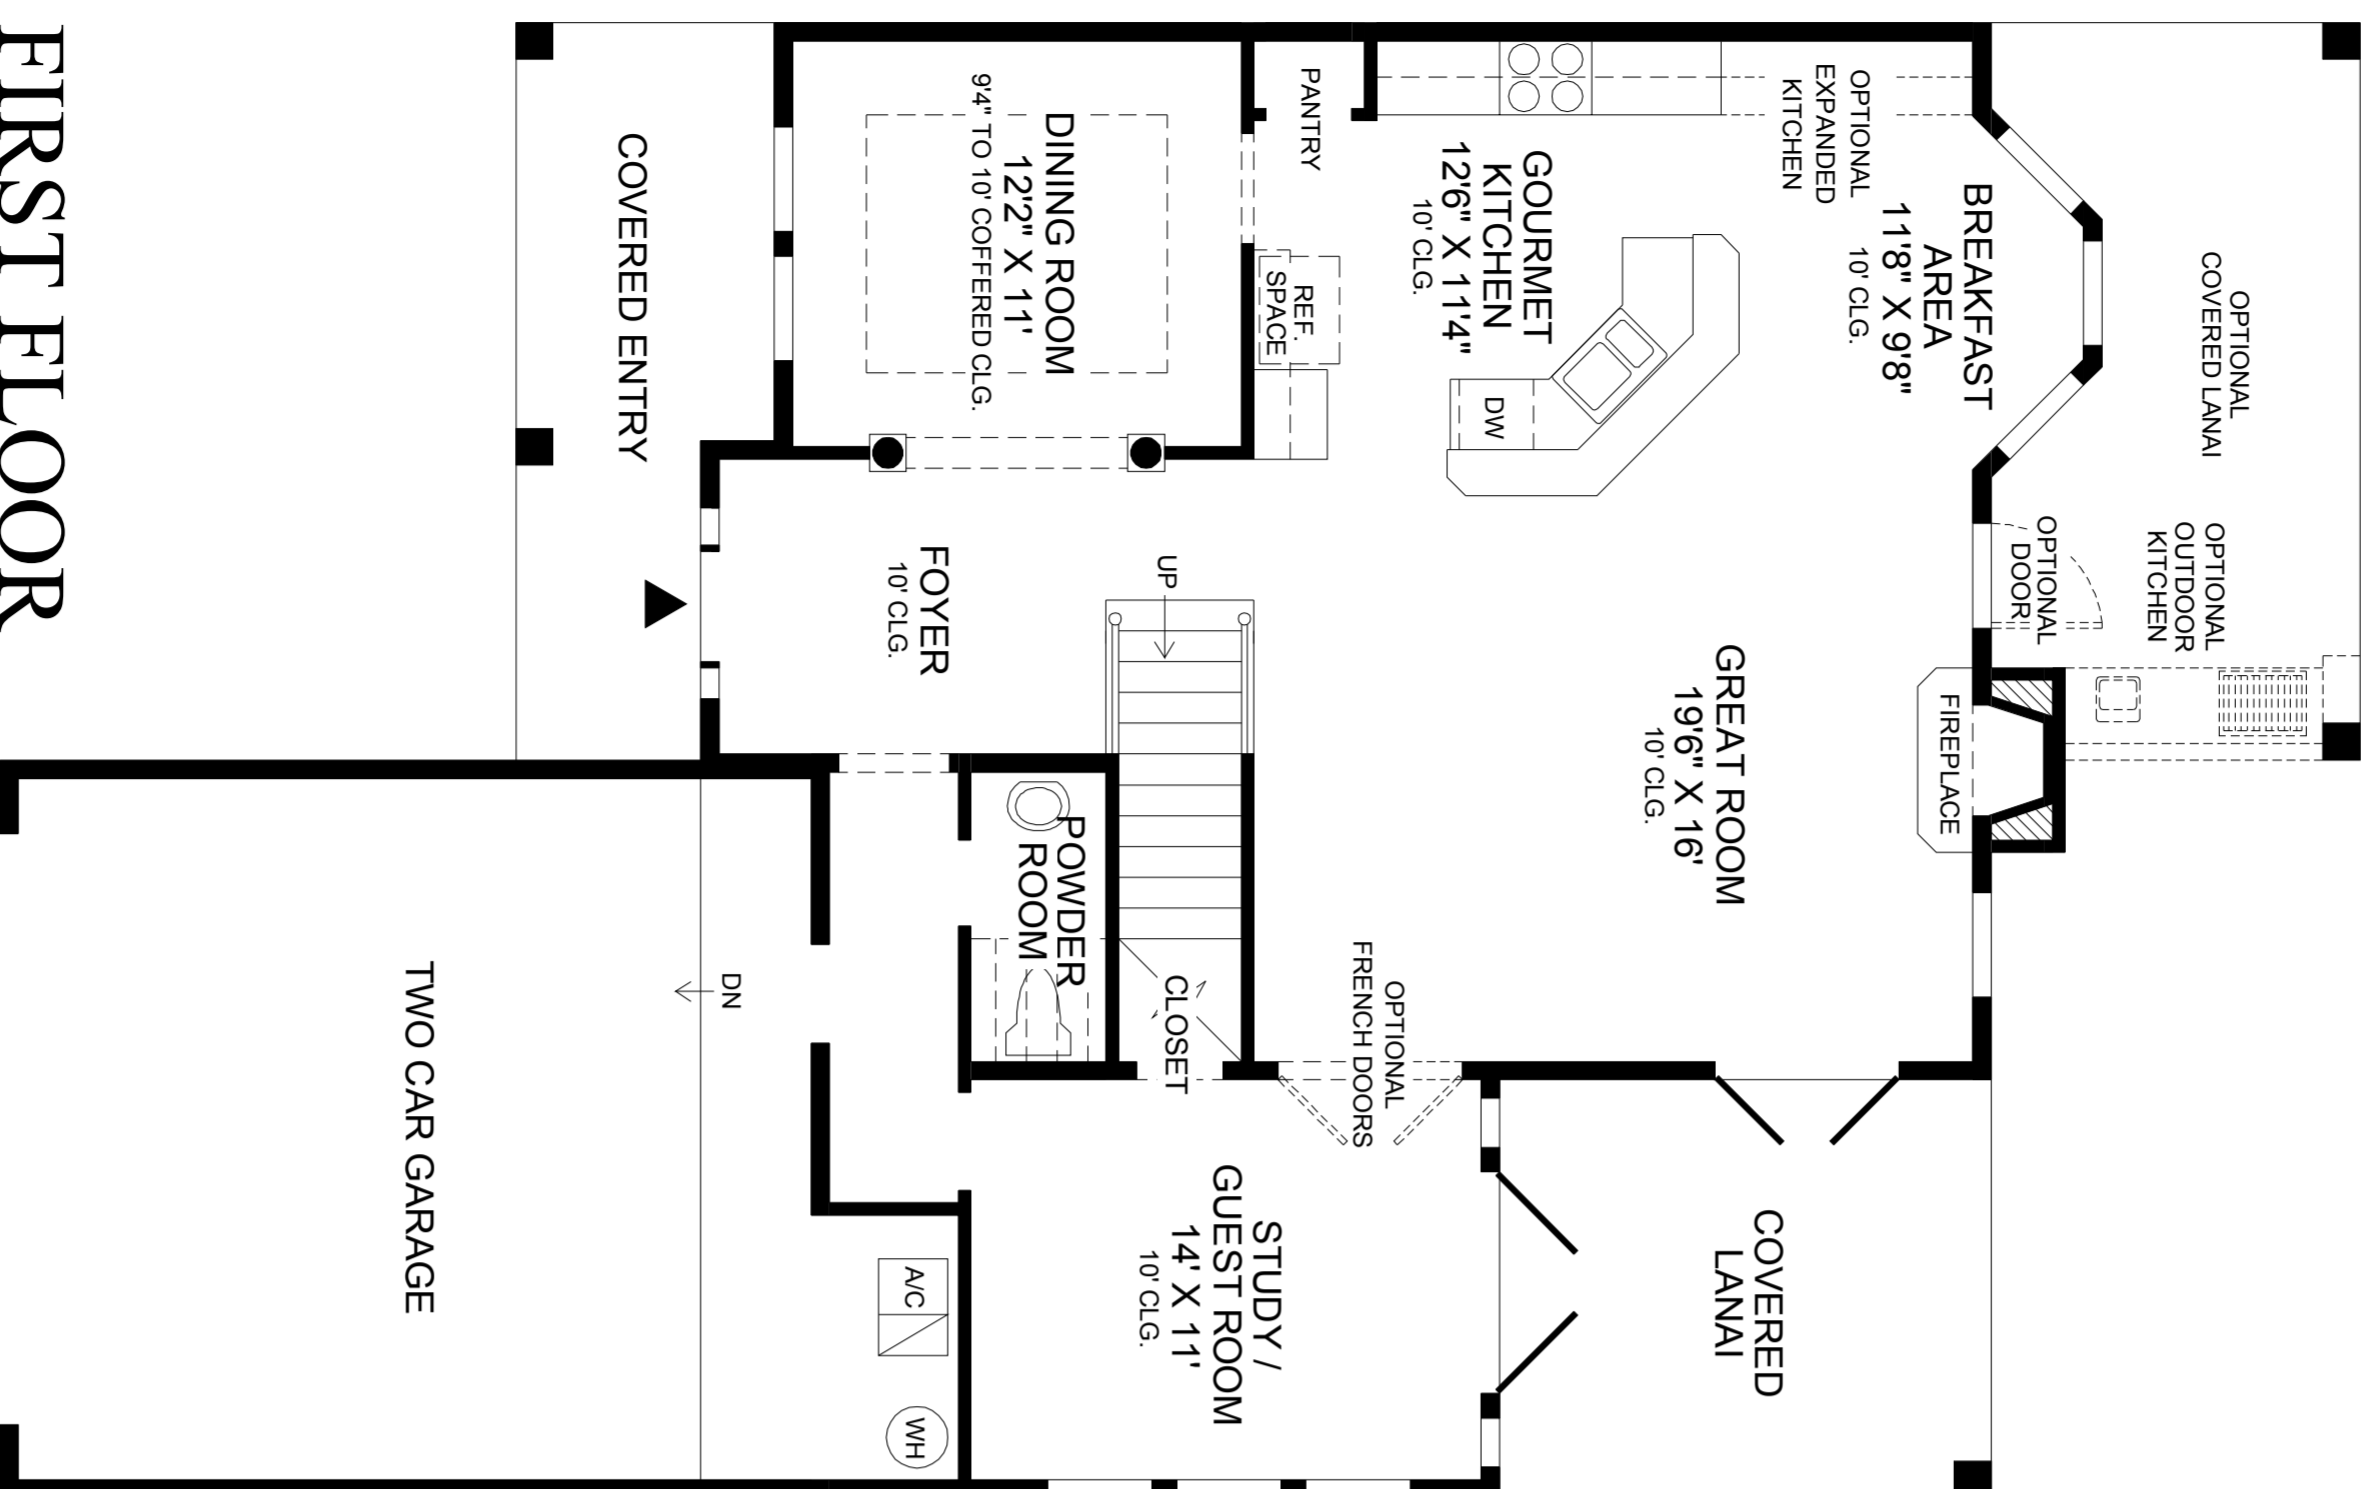 FIRST FLOOR
OPTIONAL
COVERED LANAI
OPTIONAL
OUTDOOR
KITCHEN
OPTIONAL
DOOR
BREAKFAST
AREA
11'8" X 9'8"
10' CLG.
OPTIONAL
EXPANDED
KITCHEN
FIREPLACE
GREAT ROOM
19'6" X 16'
10' CLG.
COVERED
LANAI
GOURMET
KITCHEN
12'6" X 11'4"
10' CLG.
DW
PANTRY
REF.
SPACE
OPTIONAL
FRENCH DOORS
STUDY /
GUEST ROOM
14' X 11'
10' CLG.
UP
CLOSET
DINING ROOM
12'2" X 11'
9'4" TO 10' COFFERED CLG.
POWDER
ROOM
FOYER
10' CLG.
A/C
WH
DN
COVERED ENTRY
TWO CAR GARAGE